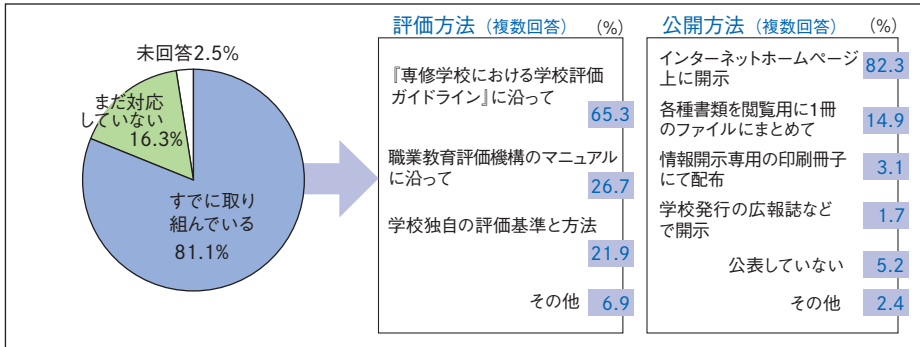 未回答2.5%
まだ対応
していない
16.3%
すでに取り
組んでいる
81.1%
評価方法（複数回答） (%)
『専修学校における学校評価
ガイドライン』に沿って
65.3
職業教育評価機構のマニュアル
に沿って
26.7
学校独自の評価基準と方法
21.9
その他 6.9
公開方法（複数回答） (%)
インターネットホームページ
上に開示 82.3
各種書類を閲覧用に1冊
のファイルにまとめて 14.9
情報開示専用の印刷冊子
にて配布 3.1
学校発行の広報誌など
で開示 1.7
公表していない 5.2
その他 2.4